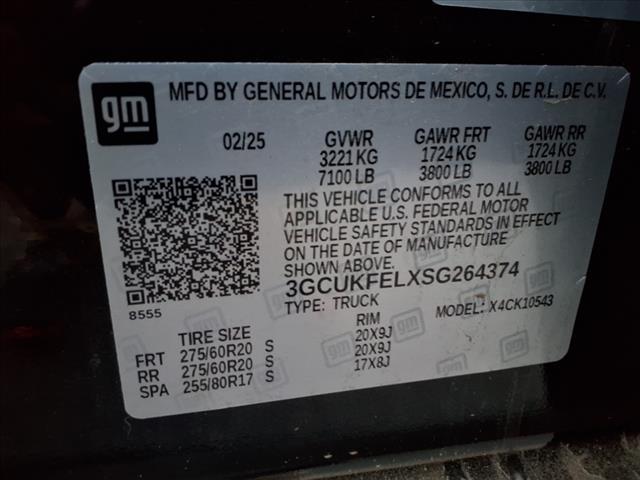 gm
MFD BY GENERAL MOTORS DE MEXICO, S. DE R.L. DE C.V.
02/25 GVWR GAWR FRT GAWR RR
3221 KG 1724 KG 1724 KG
7100 LB 3800 LB 3800 LB
THIS VEHICLE CONFORMS TO ALL
APPLICABLE U.S. FEDERAL MOTOR
VEHICLE SAFETY STANDARDS IN EFFECT
ON THE DATE OF MANUFACTURE
SHOWN ABOVE.
3GCUKFELXSG264374
8555 TYPE: TRUCK MODEL: X4CK10543
TIRE SIZE RIM
FRT 275/60R20 S 20X9J
RR 275/60R20 S 20X9J
SPA 255/80R17 S 17X8J